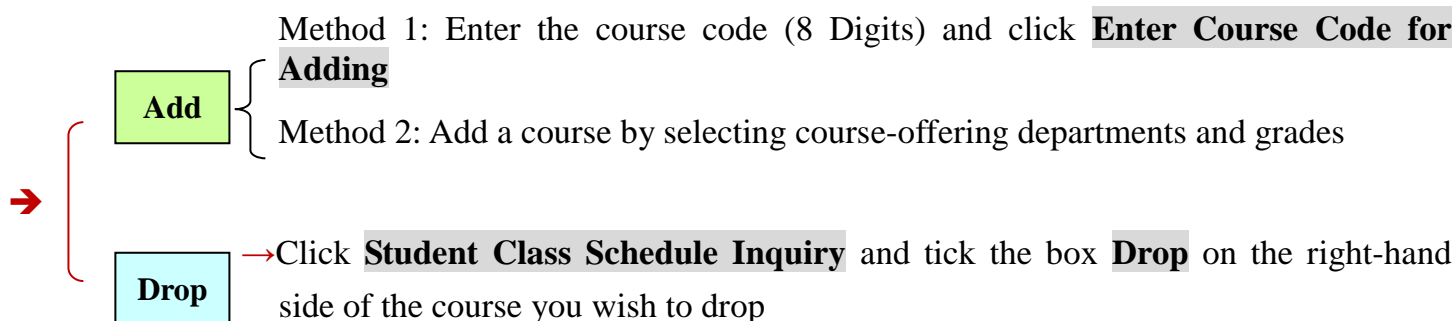 Method 1: Enter the course code (8 Digits) and click Enter Course Code for
Adding
Add
Method 2: Add a course by selecting course-offering departments and grades
➔
→Click Student Class Schedule Inquiry and tick the box Drop on the right-hand
Drop
side of the course you wish to drop